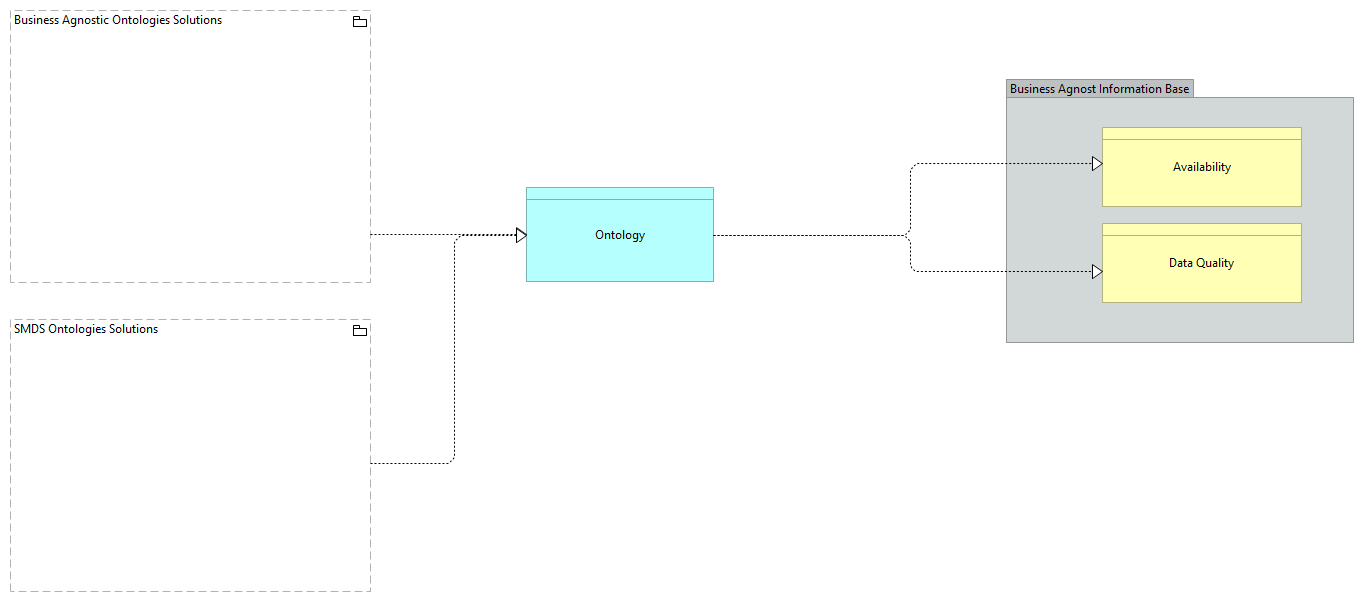 Business Agnostic Ontologies Solutions
Business Agnost Information Base
Availability
Ontology
Data Quality
SMDS Ontologies Solutions